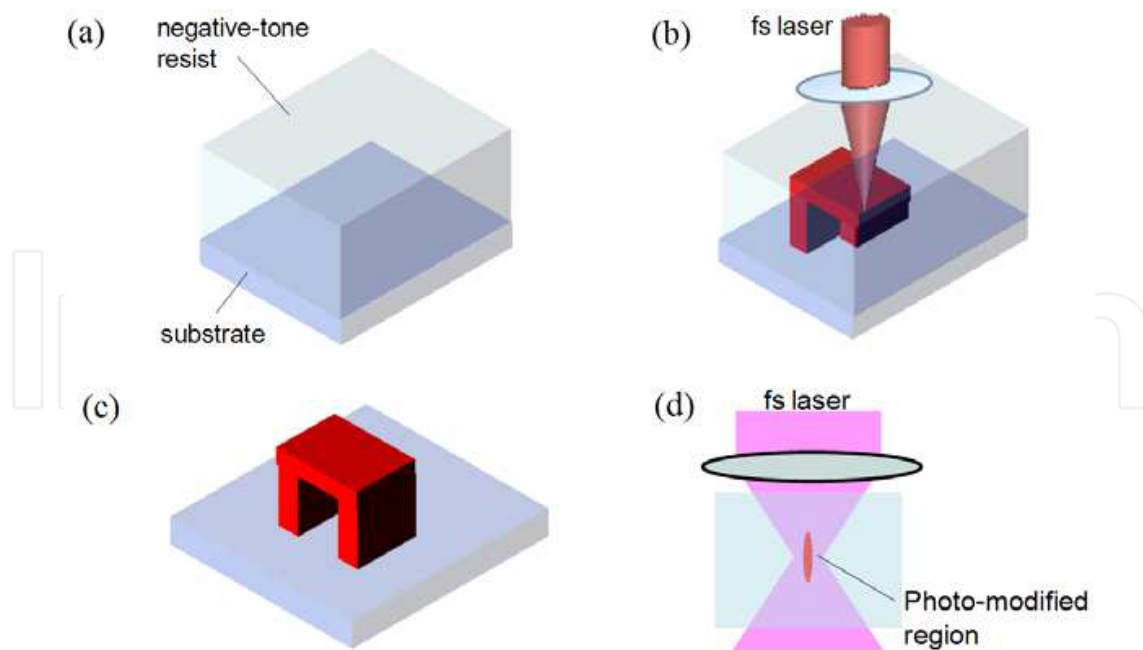 (a)
negative-tone
resist
substrate
(b)
fs laser
(c)
(d)
fs laser
Photo-modified
region